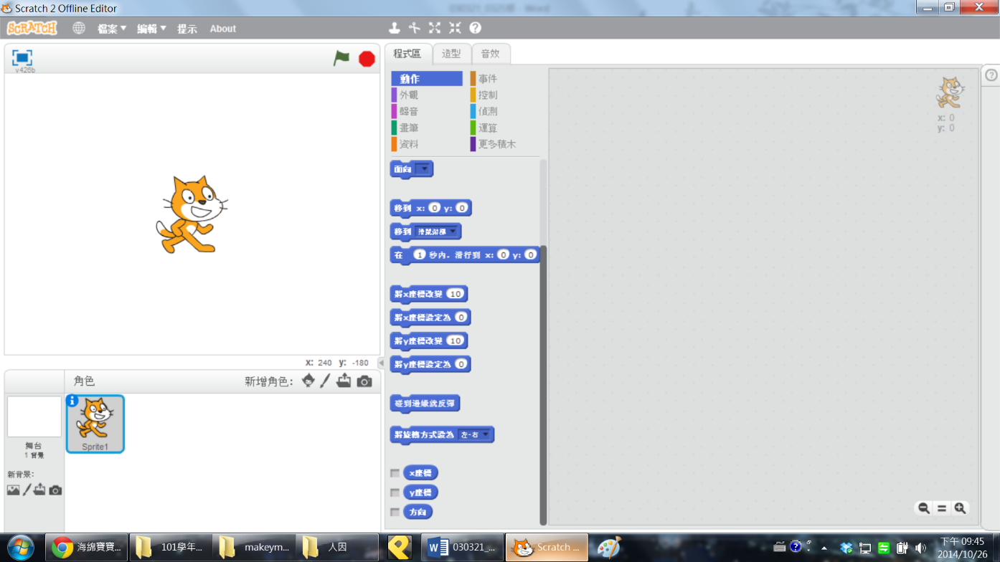 Scratch 2 Offline Editor
SCRATCH 檔案 編輯 提示 About
v426b
程式區 造型 音效
動作 事件
外觀 控制
聲音 偵測
畫筆 運算
資料 更多積木
x: 0
y: 0
面向
移到 x: 0 y: 0
移到 滑鼠游標
在 1 秒內，滑行到 x: 0 y: 0
將x座標改變 10
將x座標設定為 0
將y座標改變 10
將y座標設定為 0
碰到邊緣就反彈
將旋轉方式設為 左-右
x座標
y座標
方向
x: 240 y: -180
角色 新增角色:
舞台
1 背景
新背景:
Sprite1
海綿寶寶... 101學年... makeym... 人因 030321_... Scratch ...
下午 09:45
2014/10/26